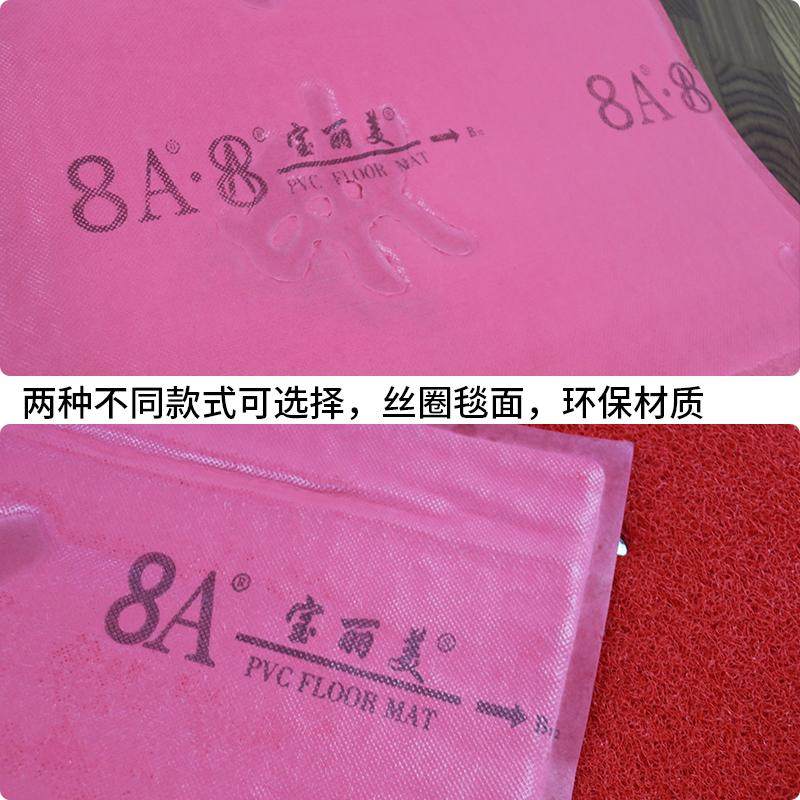 8A®·8® 宝丽美® B1
PVC FLOOR MAT
8A®·8
两种不同款式可选择，丝圈毯面，环保材质
8A® 宝丽美®
PVC FLOOR MAT